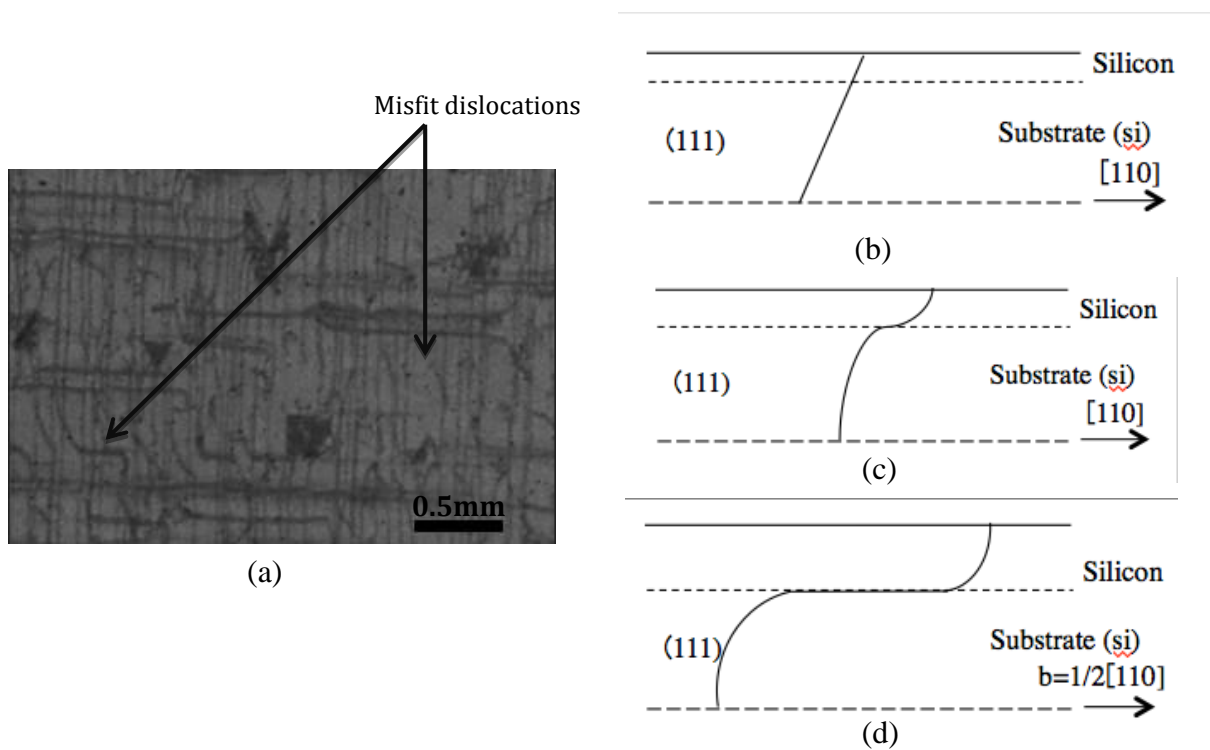 Misfit dislocations
0.5mm
(a)
Silicon
(111)
Substrate (si)
[110]
(b)
Silicon
(111)
Substrate (si)
[110]
(c)
Silicon
(111)
Substrate (si)
b=1/2[110]
(d)